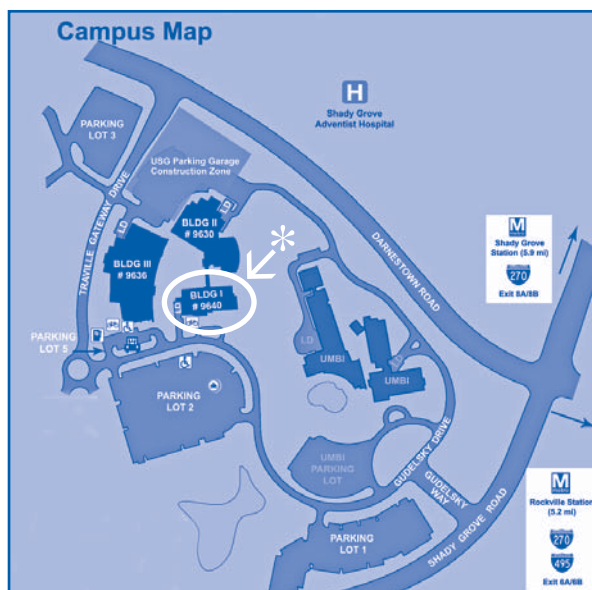 Campus Map
H
Shady Grove
Adventist Hospital
PARKING
LOT 3
USG Parking Garage
Construction Zone
TRAVILLE GATEWAY DRIVE
LD
LD
BLDG II
# 9630
*
BLDG III
# 9636
BLDG I
# 9640
LD
DARNESTOWN ROAD
M
Shady Grove
Station (5.9 mi)
270
Exit 8A/8B
PARKING
LOT 5
LD
UMBI
LD
UMBI
PARKING
LOT 2
UMBI
PARKING
LOT
GUDELSKY DRIVE
GUDELSKY
WAY
SHADY GROVE ROAD
PARKING
LOT 1
M
Rockville Station
(5.2 mi)
270
495
Exit 6A/6B